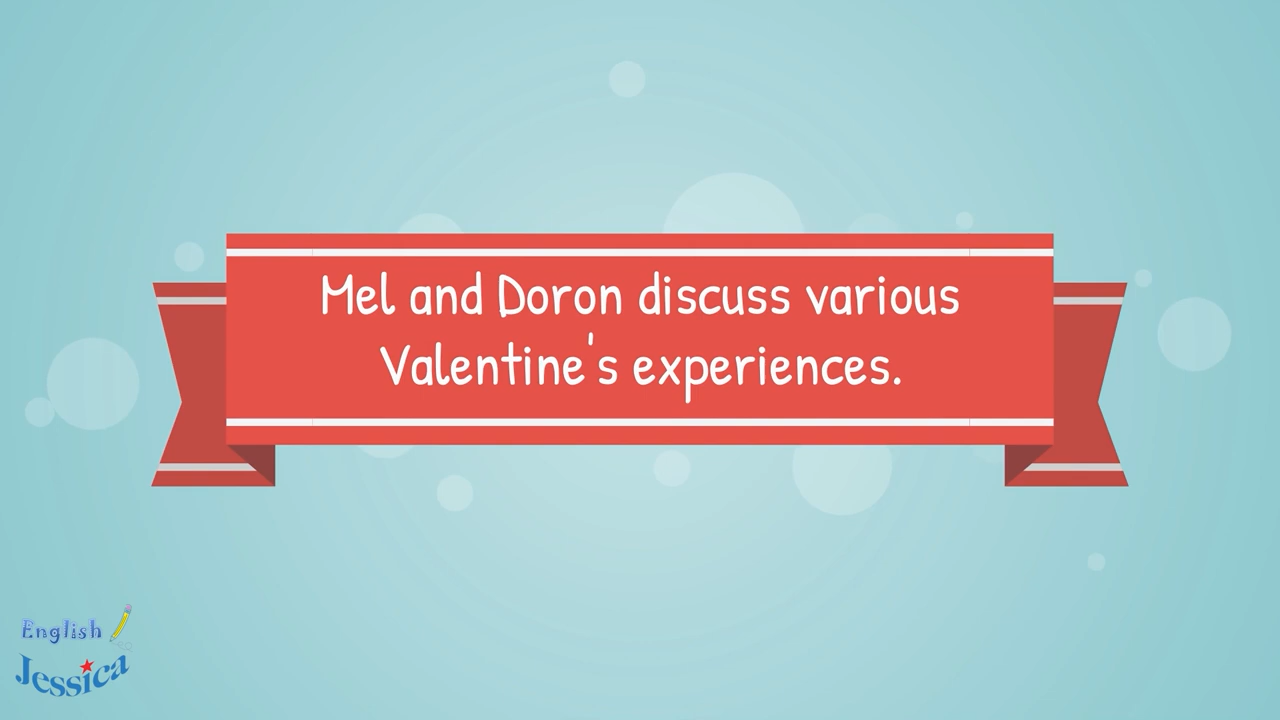 Mel and Doron discuss various
Valentine's experiences.
English
Jessica